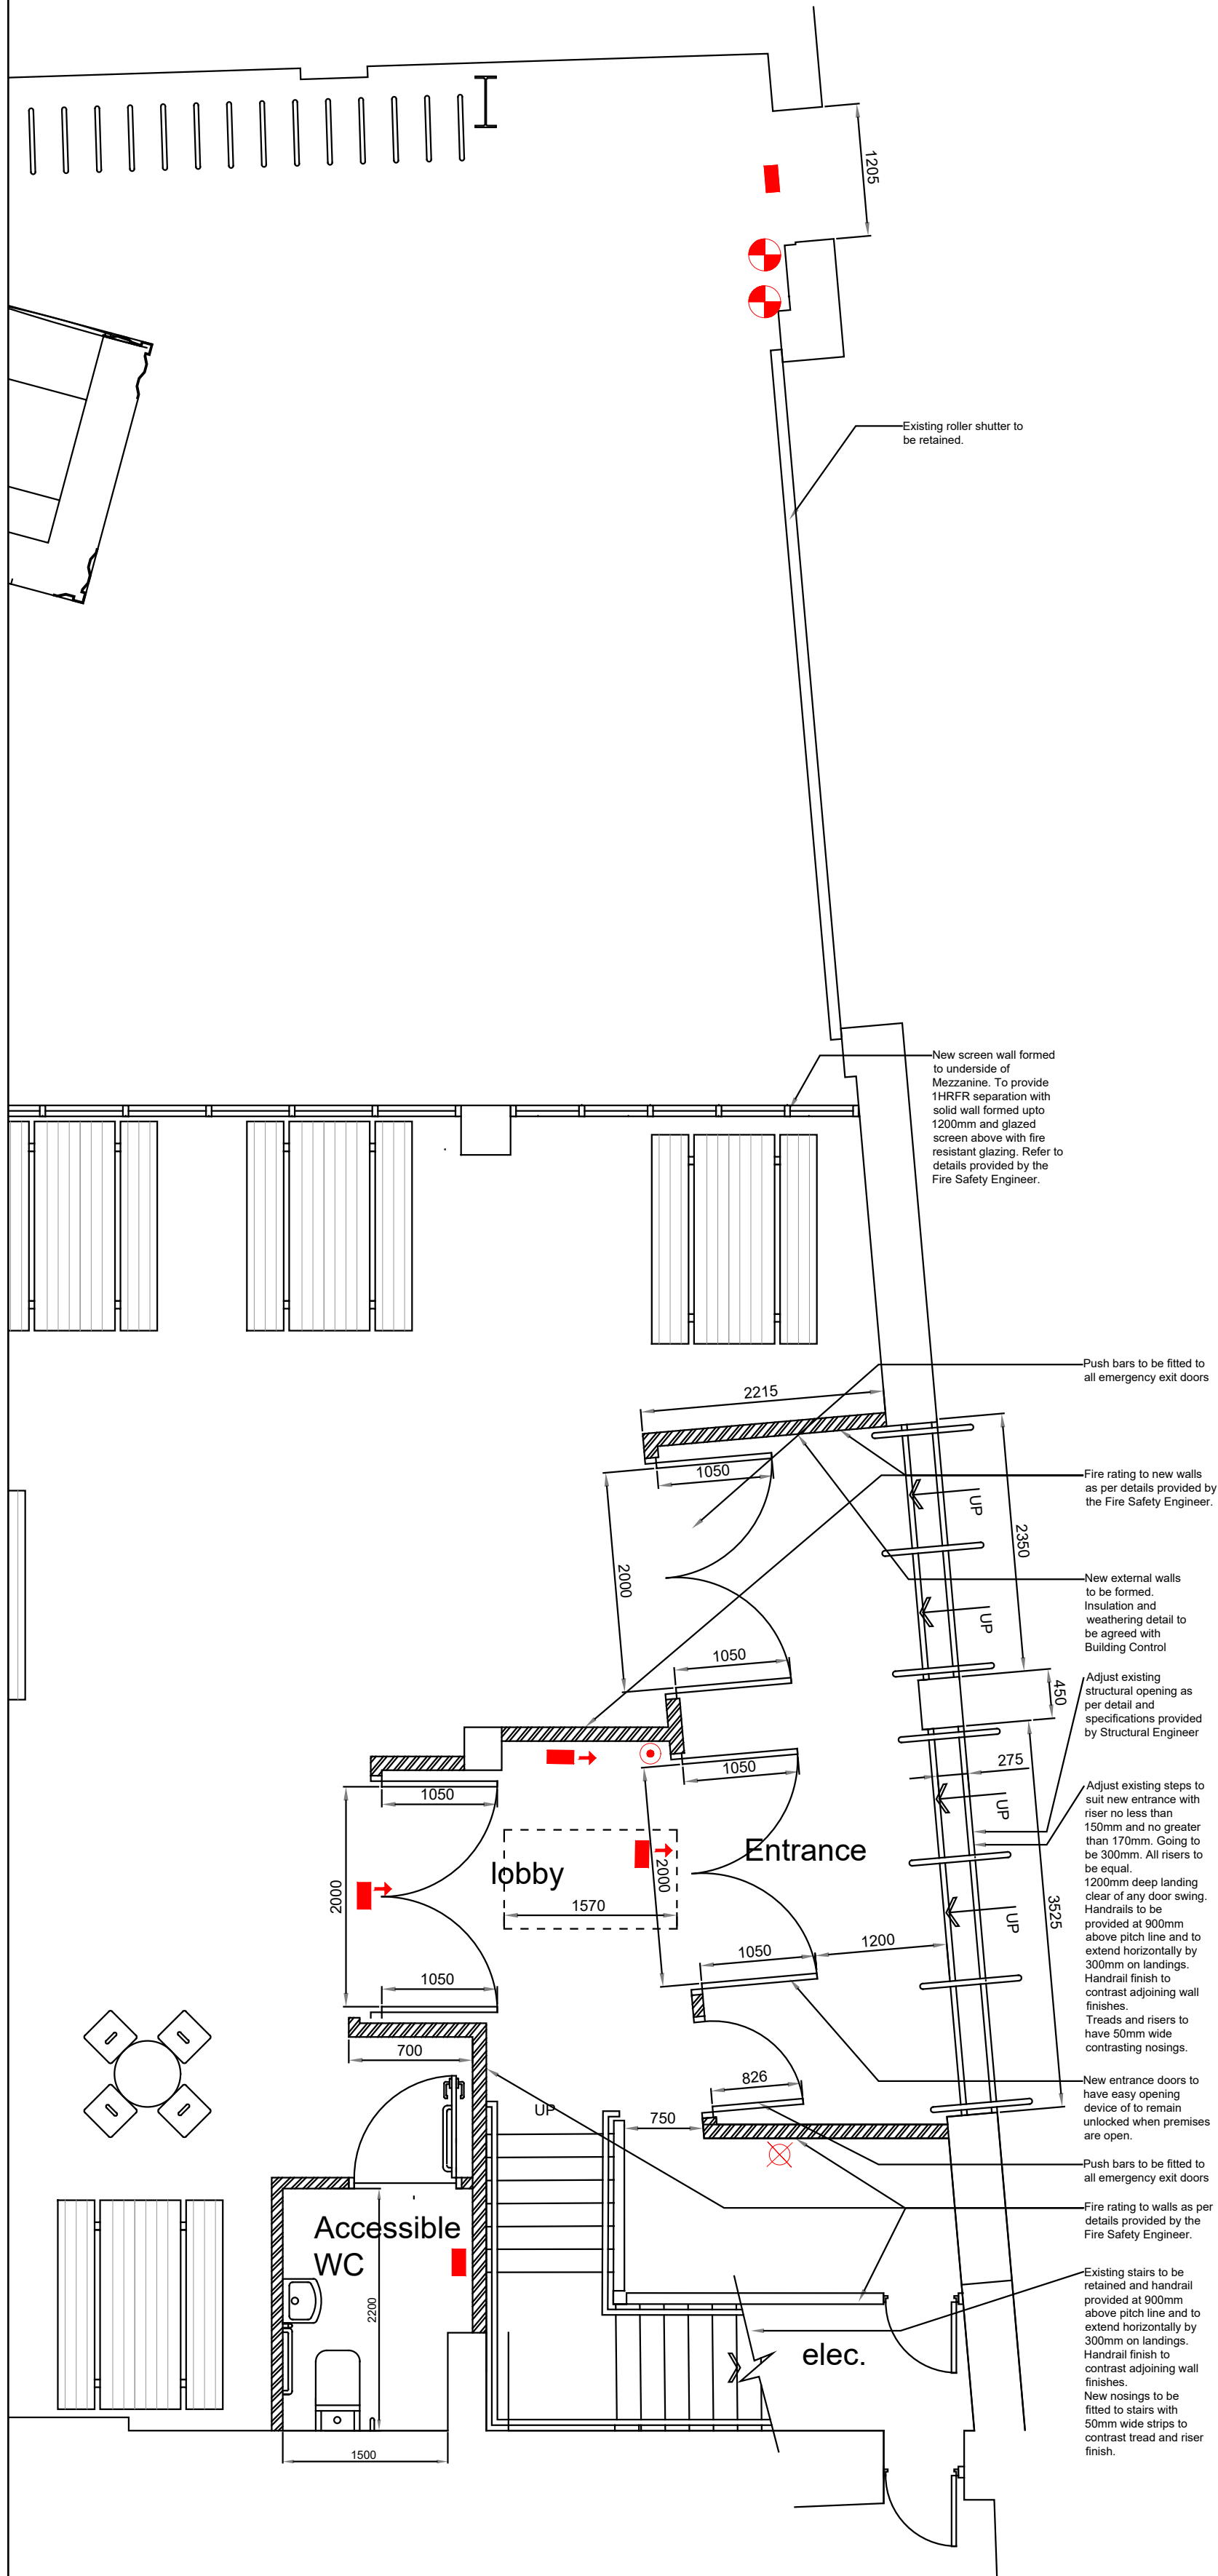 1205
Existing roller shutter to
be retained.
New screen wall formed
to underside of
Mezzanine. To provide
1HRFR separation with
solid wall formed upto
1200mm and glazed
screen above with fire
resistant glazing. Refer to
details provided by the
Fire Safety Engineer.
Push bars to be fitted to
all emergency exit doors
2215
1050
Fire rating to new walls
as per details provided by
the Fire Safety Engineer.
UP
2350
2000
New external walls
to be formed.
Insulation and
weathering detail to
be agreed with
Building Control
UP
1050
450
Adjust existing
structural opening as
per detail and
specifications provided
by Structural Engineer
275
1050
1050
UP
Adjust existing steps to
suit new entrance with
riser no less than
150mm and no greater
than 170mm. Going to
be 300mm. All risers to
be equal.
1200mm deep landing
clear of any door swing.
Handrails to be
provided at 900mm
above pitch line and to
extend horizontally by
300mm on landings.
Handrail finish to
contrast adjoining wall
finishes.
Treads and risers to
have 50mm wide
contrasting nosings.
Entrance
lobby
2000
2000
1570
UP
3525
1200
1050
1050
700
826
New entrance doors to
have easy opening
device of to remain
unlocked when premises
are open.
UP
750
Push bars to be fitted to
all emergency exit doors
Fire rating to walls as per
details provided by the
Fire Safety Engineer.
Accessible
WC
2200
Existing stairs to be
retained and handrail
provided at 900mm
above pitch line and to
extend horizontally by
300mm on landings.
Handrail finish to
contrast adjoining wall
finishes.
New nosings to be
fitted to stairs with
50mm wide strips to
contrast tread and riser
finish.
elec.
1500